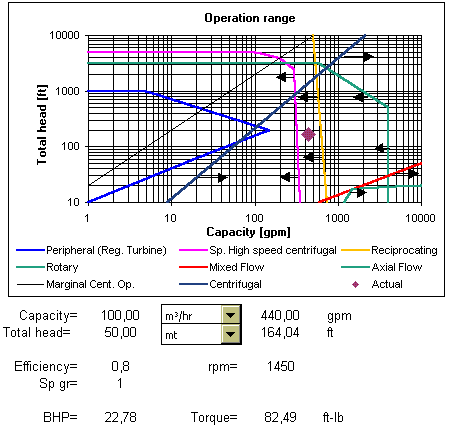 Operation range
Total head [ft]
10000
1000
100
10
1 10 100 1000 10000
Capacity [gpm]
Peripheral (Reg. Turbine) Sp. High speed centrifugal Reciprocating
Rotary Mixed Flow Axial Flow
Marginal Cent. Op. Centrifugal Actual
Capacity= 100,00 m³/hr 440,00 gpm
Total head= 50,00 mt 164,04 ft
Efficiency= 0,8 rpm= 1450
Sp gr= 1
BHP= 22,78 Torque= 82,49 ft-lb